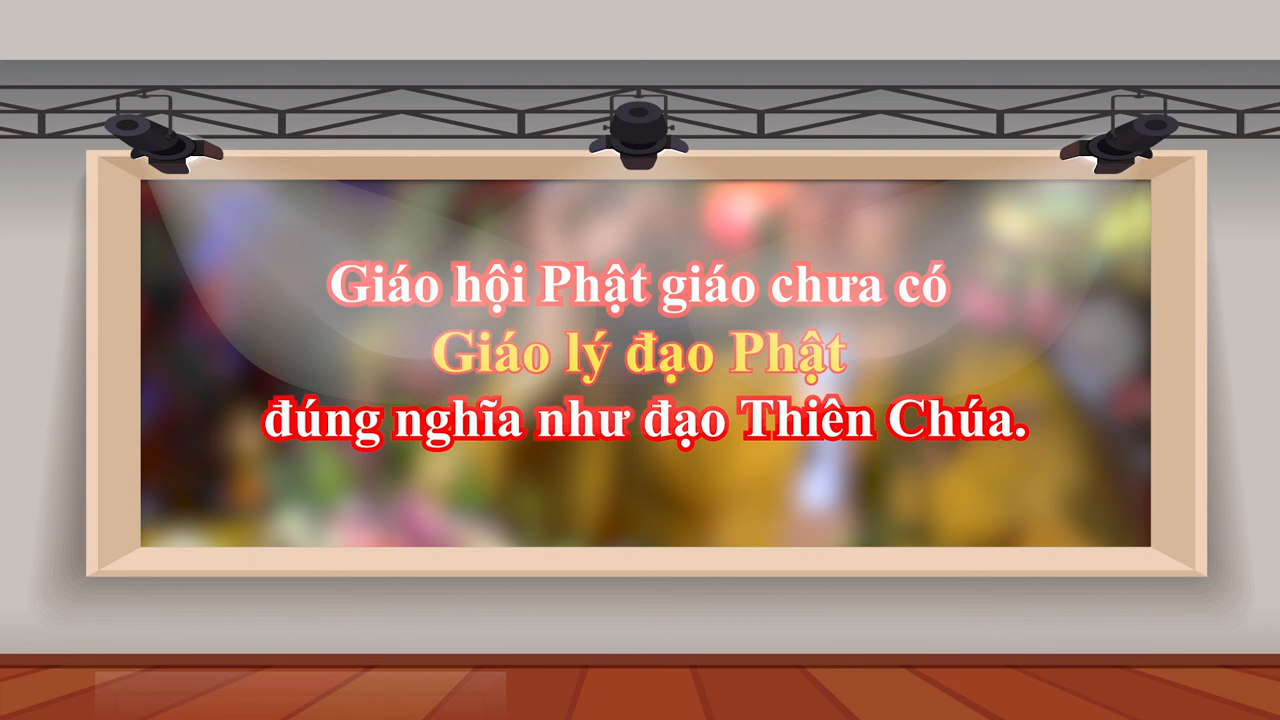 Giáo hội Phật giáo chưa có
Giáo lý đạo Phật
đúng nghĩa như đạo Thiên Chúa.